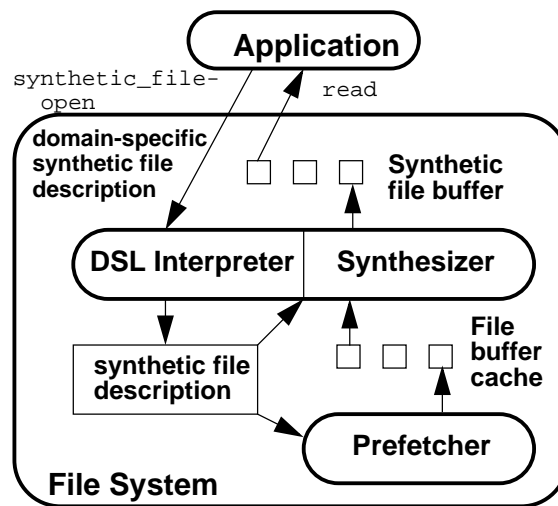 Application
synthetic_file-
open
read
domain-specific
synthetic file
description
Synthetic
file buffer
DSL Interpreter
Synthesizer
synthetic file
description
File
buffer
cache
Prefetcher
File System